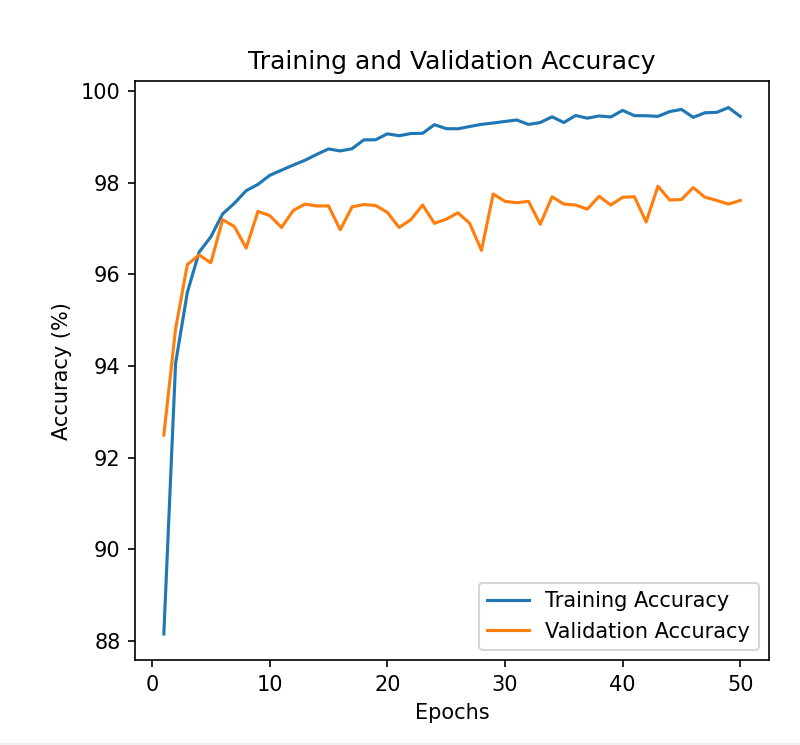 Training and Validation Accuracy
100
98
96
94
92
90
88
Accuracy (%)
0 10 20 30 40 50
Epochs
Training Accuracy
Validation Accuracy